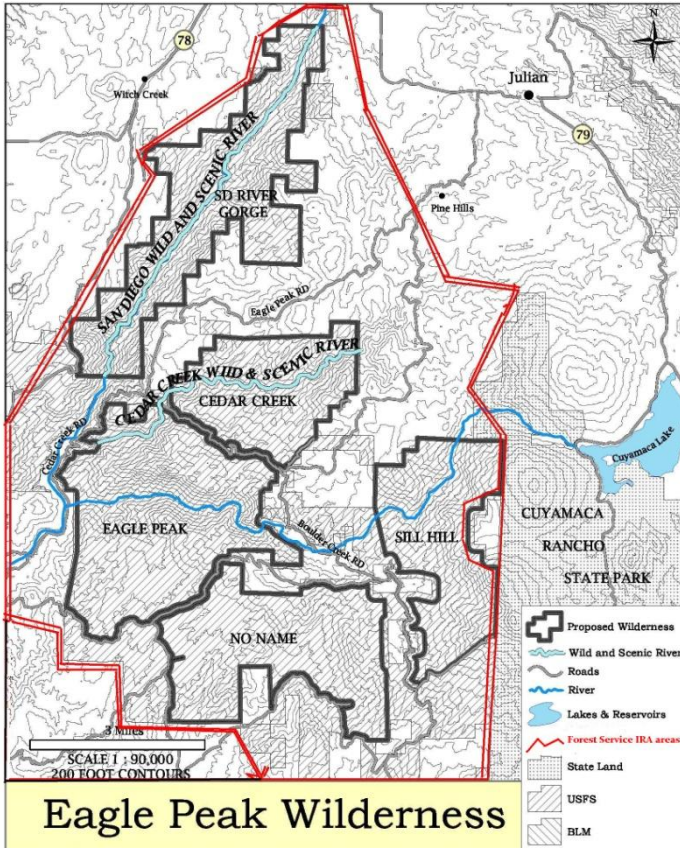 N
78
Witch Creek
Julian
79
SAN DIEGO WILD AND SCENIC RIVER
SD RIVER
GORGE
Pine Hills
Eagle Peak RD
CEDAR CREEK WILD & SCENIC RIVER
CEDAR CREEK
Cedar Creek RD
Cuyamaca Lake
EAGLE PEAK
Boulder Creek RD
SILL HILL
CUYAMACA
RANCHO
STATE PARK
NO NAME
Proposed Wilderness
Wild and Scenic River
Roads
River
Lakes & Reservoirs
Forest Service IRA areas
State Land
USFS
BLM
3 Miles
SCALE 1 : 90,000
200 FOOT CONTOURS
Eagle Peak Wilderness